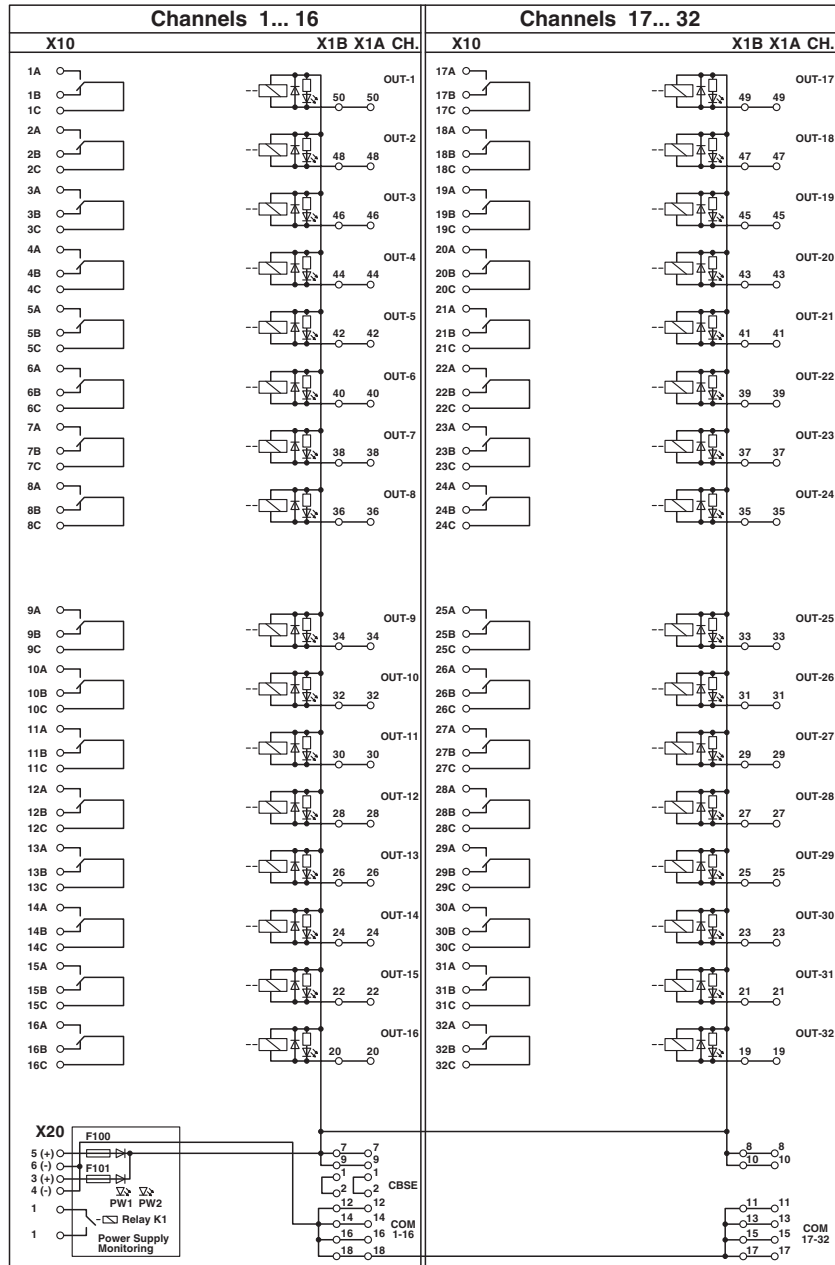 Channels 1... 16
X10 X1B X1A CH.
1A
OUT-1
1B 50 50
1C
2A
OUT-2
2B 48 48
2C
3A
OUT-3
3B 46 46
3C
4A
OUT-4
4B 44 44
4C
5A
OUT-5
5B 42 42
5C
6A
OUT-6
6B 40 40
6C
7A
OUT-7
7B 38 38
7C
8A
OUT-8
8B 36 36
8C
9A
OUT-9
9B 34 34
9C
10A
OUT-10
10B 32 32
10C
11A
OUT-11
11B 30 30
11C
12A
OUT-12
12B 28 28
12C
13A
OUT-13
13B 26 26
13C
14A
OUT-14
14B 24 24
14C
15A
OUT-15
15B 22 22
15C
16A
OUT-16
16B 20 20
16C
Channels 17... 32
X10 X1B X1A CH.
17A
OUT-17
17B 49 49
17C
18A
OUT-18
18B 47 47
18C
19A
OUT-19
19B 45 45
19C
20A
OUT-20
20B 43 43
20C
21A
OUT-21
21B 41 41
21C
22A
OUT-22
22B 39 39
22C
23A
OUT-23
23B 37 37
23C
24A
OUT-24
24B 35 35
24C
25A
OUT-25
25B 33 33
25C
26A
OUT-26
26B 31 31
26C
27A
OUT-27
27B 29 29
27C
28A
OUT-28
28B 27 27
28C
29A
OUT-29
29B 25 25
29C
30A
OUT-30
30B 23 23
30C
31A
OUT-31
31B 21 21
31C
32A
OUT-32
32B 19 19
32C
X20
F100
5 (+)
6 (-)
F101
3 (+)
4 (-)
PW1 PW2
1
Relay K1
1
Power Supply
Monitoring
7 7
9 9
1 1
CBSE
2 2
12 12
14 14
COM
16 16
1-16
18 18
8 8
10 10
11 11
13 13
COM
15 15
17-32
17 17